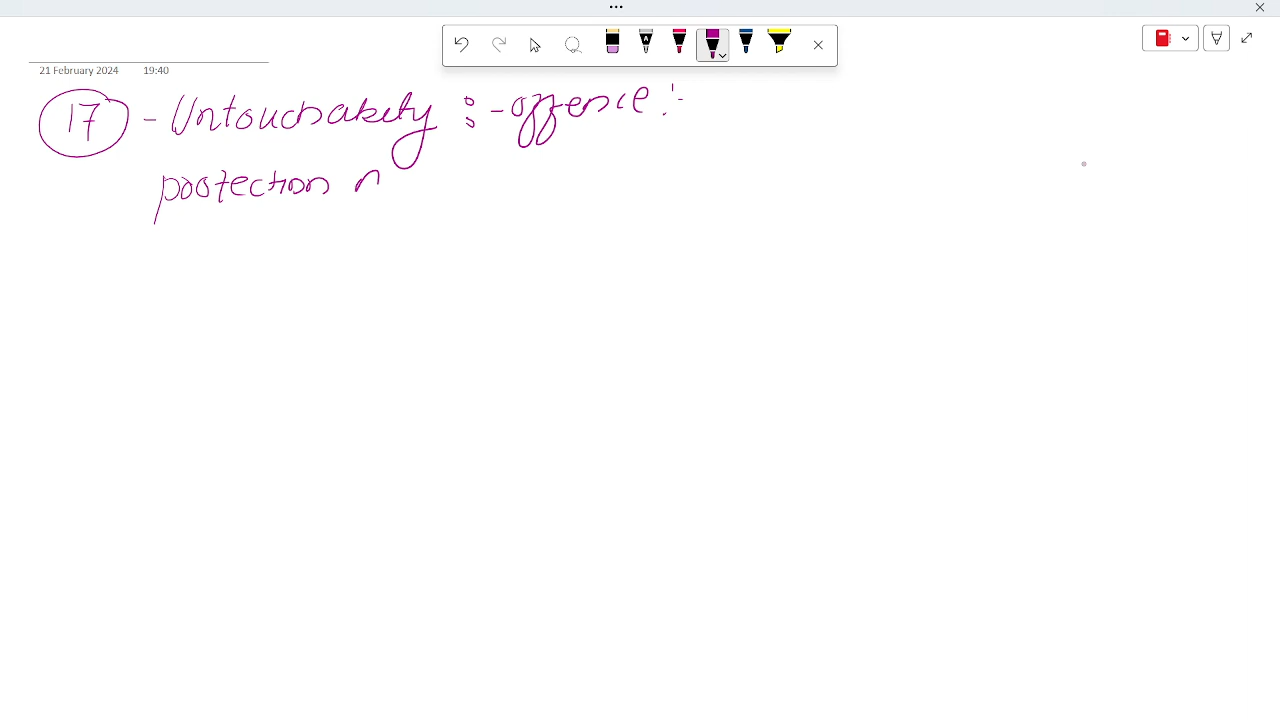 21 February 2024 19:40
17 - Untouchability : - offence :-
protection